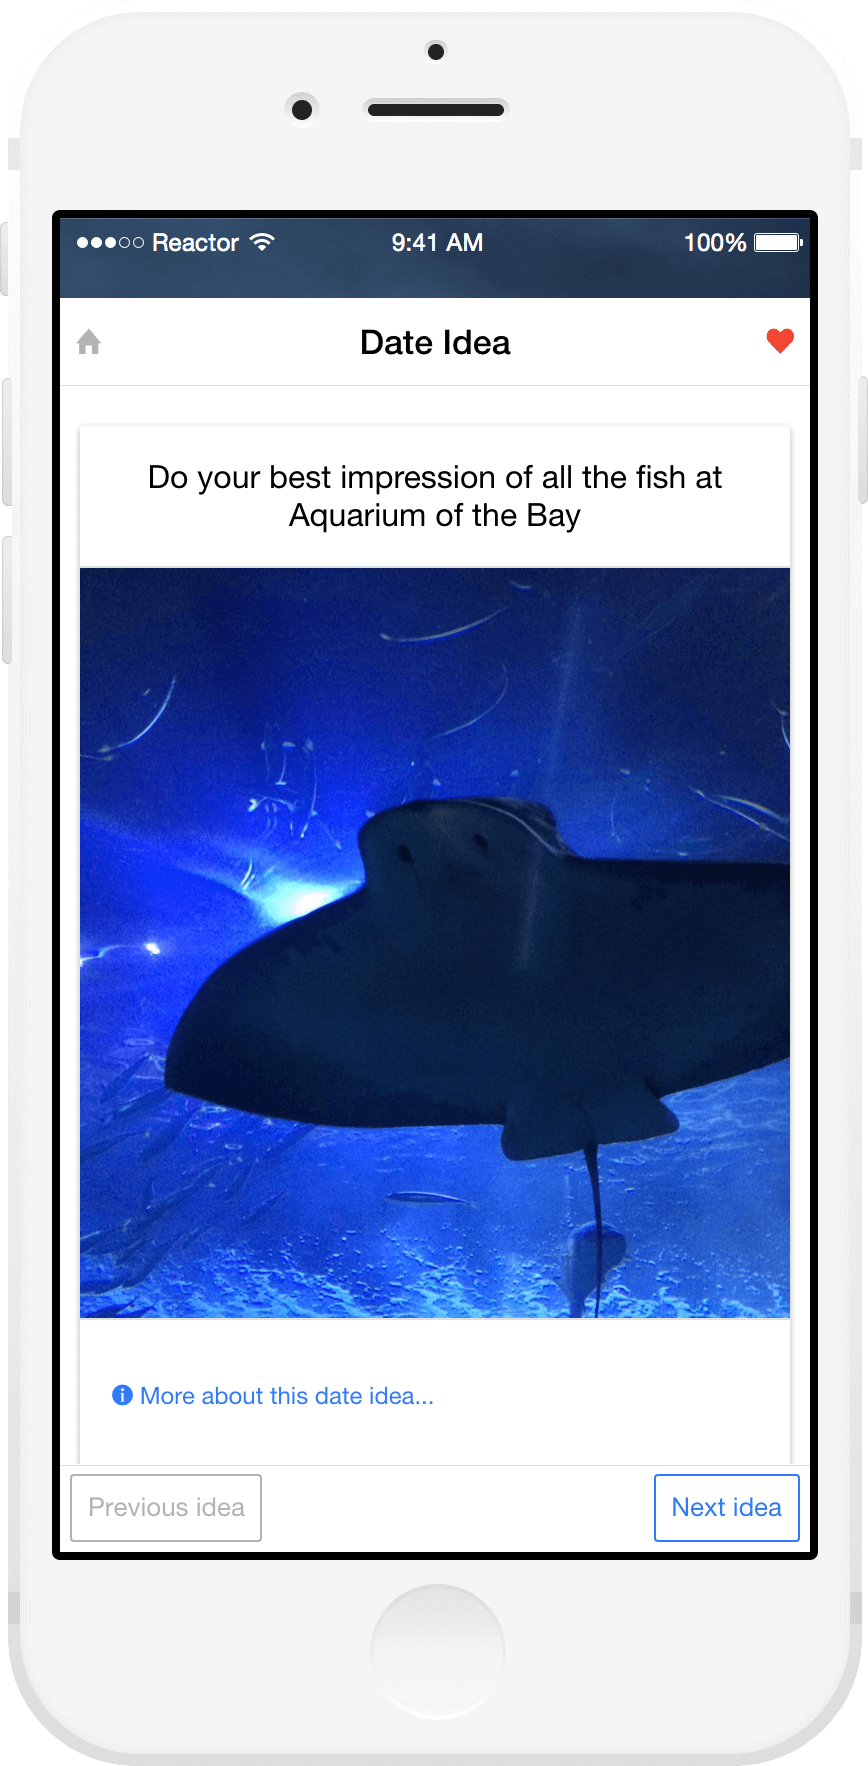 Reactor 9:41 AM 100%
Date Idea
Do your best impression of all the fish at
Aquarium of the Bay
More about this date idea...
Previous idea Next idea